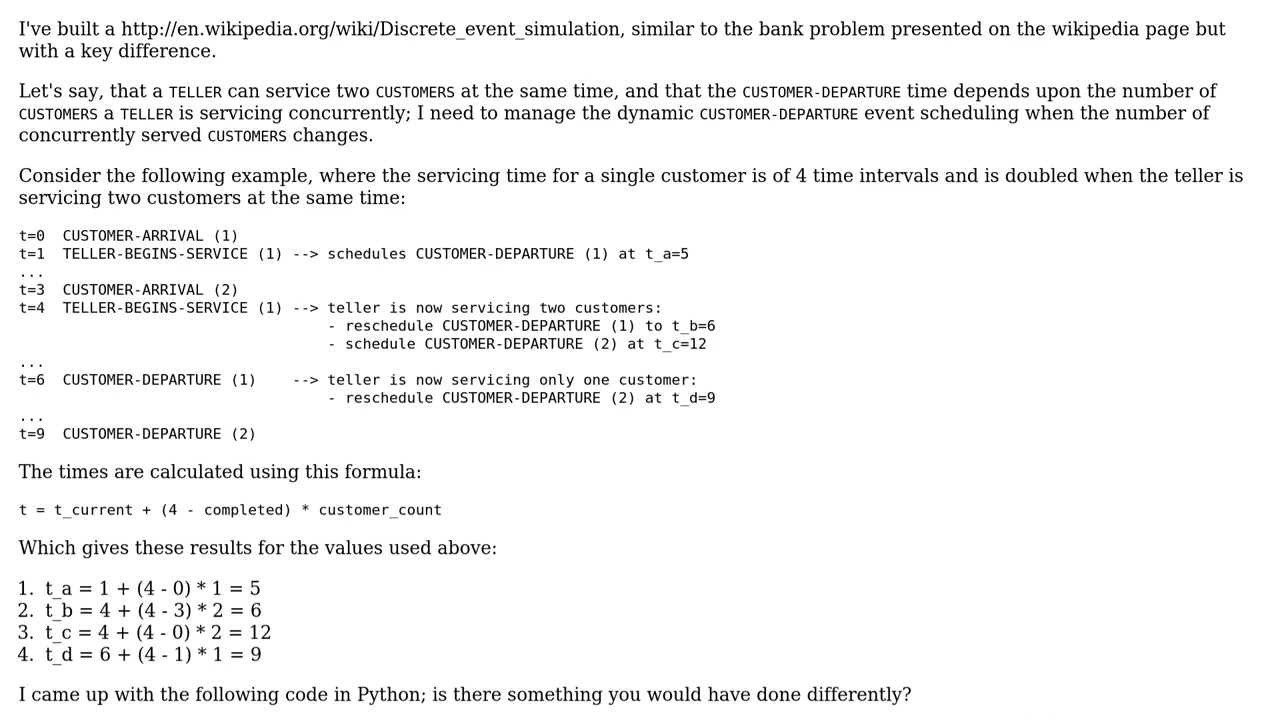 I've built a http://en.wikipedia.org/wiki/Discrete_event_simulation, similar to the bank problem presented on the wikipedia page but
with a key difference.
Let's say, that a TELLER can service two CUSTOMERS at the same time, and that the CUSTOMER-DEPARTURE time depends upon the number of
CUSTOMERS a TELLER is servicing concurrently; I need to manage the dynamic CUSTOMER-DEPARTURE event scheduling when the number of
concurrently served CUSTOMERS changes.
Consider the following example, where the servicing time for a single customer is of 4 time intervals and is doubled when the teller is
servicing two customers at the same time:
t=0  CUSTOMER-ARRIVAL (1)
t=1  TELLER-BEGINS-SERVICE (1) --> schedules CUSTOMER-DEPARTURE (1) at t_a=5
...
t=3  CUSTOMER-ARRIVAL (2)
t=4  TELLER-BEGINS-SERVICE (1) --> teller is now servicing two customers:
                                   - reschedule CUSTOMER-DEPARTURE (1) to t_b=6
                                   - schedule CUSTOMER-DEPARTURE (2) at t_c=12
...
t=6  CUSTOMER-DEPARTURE (1)    --> teller is now servicing only one customer:
                                   - reschedule CUSTOMER-DEPARTURE (2) at t_d=9
...
t=9  CUSTOMER-DEPARTURE (2)
The times are calculated using this formula:
t = t_current + (4 - completed) * customer_count
Which gives these results for the values used above:
1. t_a = 1 + (4 - 0) * 1 = 5
2. t_b = 4 + (4 - 3) * 2 = 6
3. t_c = 4 + (4 - 0) * 2 = 12
4. t_d = 6 + (4 - 1) * 1 = 9
I came up with the following code in Python; is there something you would have done differently?